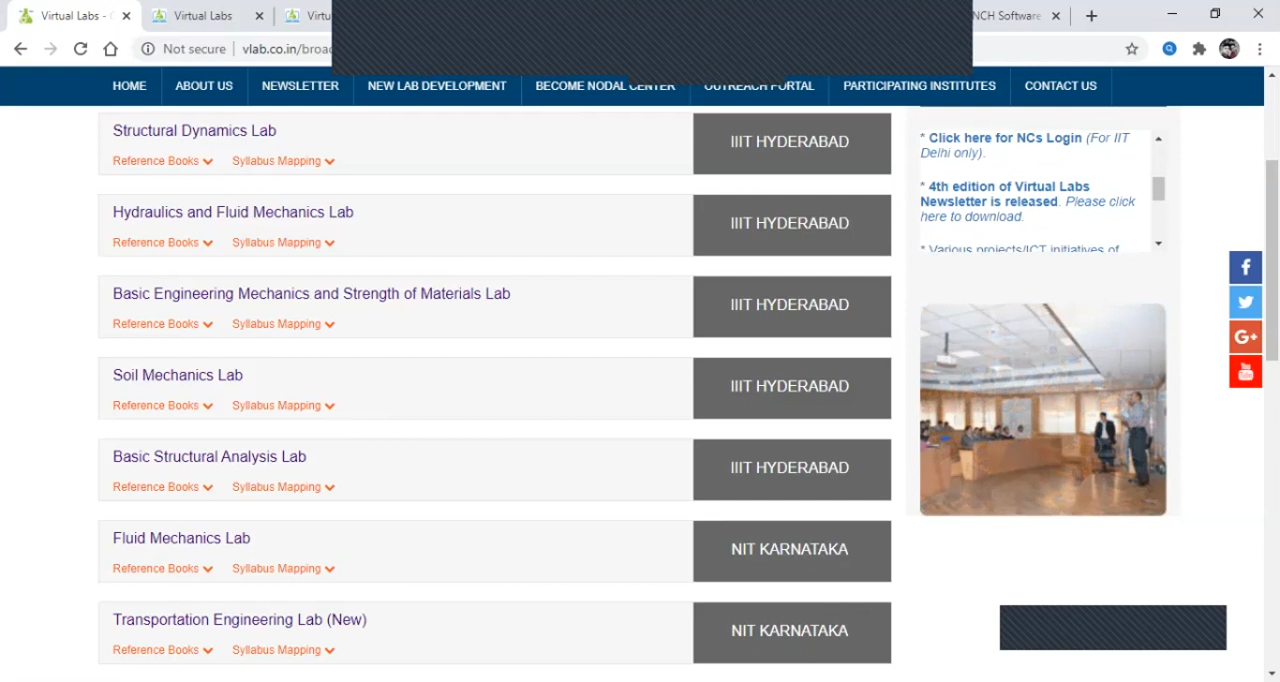 Virtual Labs -
Virtual Labs
Virtu
NCH Software
Not secure
vlab.co.in/broa
HOME
ABOUT US
NEWSLETTER
NEW LAB DEVELOPMENT
BECOME NODAL CENTER
OUTREACH PORTAL
PARTICIPATING INSTITUTES
CONTACT US
Structural Dynamics Lab
Reference Books
Syllabus Mapping
IIIT HYDERABAD
Hydraulics and Fluid Mechanics Lab
Reference Books
Syllabus Mapping
IIIT HYDERABAD
Basic Engineering Mechanics and Strength of Materials Lab
Reference Books
Syllabus Mapping
IIIT HYDERABAD
Soil Mechanics Lab
Reference Books
Syllabus Mapping
IIIT HYDERABAD
Basic Structural Analysis Lab
Reference Books
Syllabus Mapping
IIIT HYDERABAD
Fluid Mechanics Lab
Reference Books
Syllabus Mapping
NIT KARNATAKA
Transportation Engineering Lab (New)
Reference Books
Syllabus Mapping
NIT KARNATAKA
* Click here for NCs Login (For IIT
Delhi only).
* 4th edition of Virtual Labs
Newsletter is released. Please click
here to download.
* Various projects/ICT initiatives of
f
G+
You